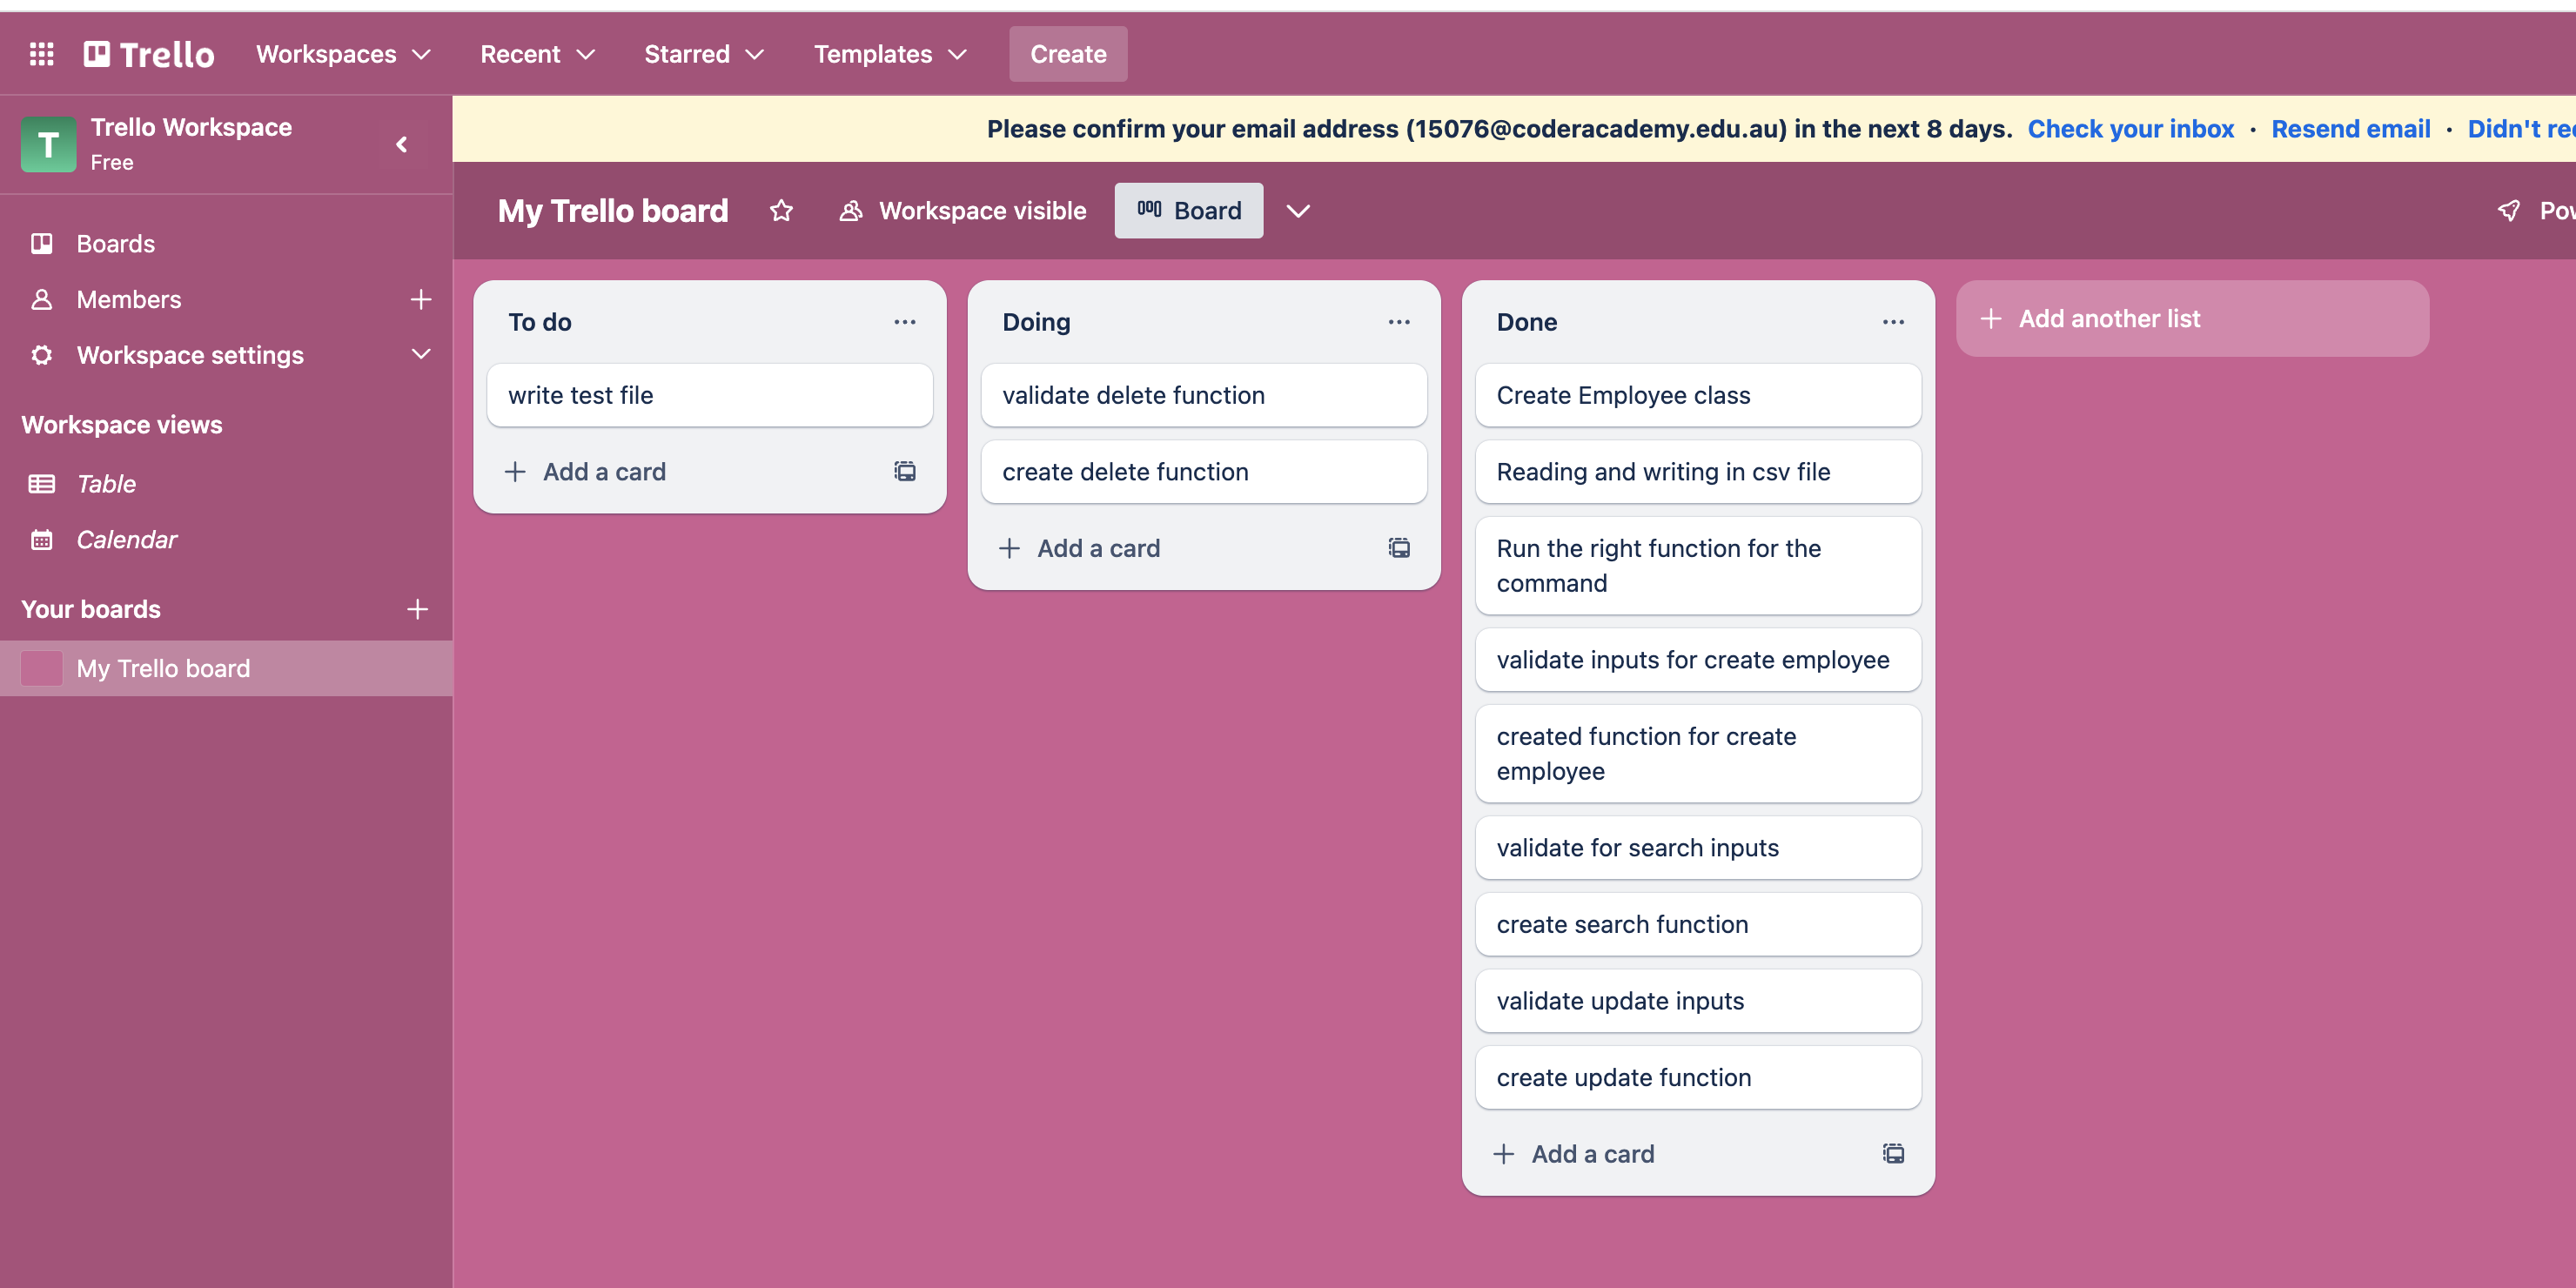 Trello
Workspaces
Recent
Starred
Templates
Create
T
Trello Workspace
Free
Please confirm your email address (15076@coderacademy.edu.au) in the next 8 days. Check your inbox · Resend email · Didn't
My Trello board
Workspace visible
Board
Boards
Members
Workspace settings
Workspace views
Table
Calendar
Your boards
My Trello board
To do
write test file
Add a card
Doing
validate delete function
create delete function
Add a card
Done
Create Employee class
Reading and writing in csv file
Run the right function for the
command
validate inputs for create employee
created function for create
employee
validate for search inputs
create search function
validate update inputs
create update function
Add a card
Add another list